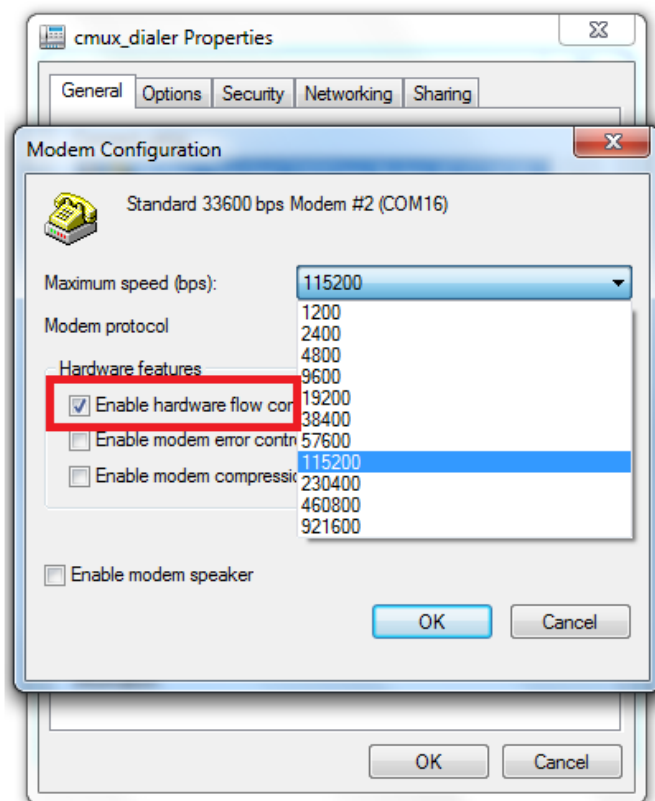 cmux_dialer Properties
General Options Security Networking Sharing
Modem Configuration
Standard 33600 bps Modem #2 (COM16)
Maximum speed (bps): 115200
1200
Modem protocol 2400
4800
Hardware features 9600
19200
Enable hardware flow con
38400
Enable modem error contr 57600
115200
Enable modem compressio 230400
460800
921600
Enable modem speaker
OK Cancel
OK Cancel